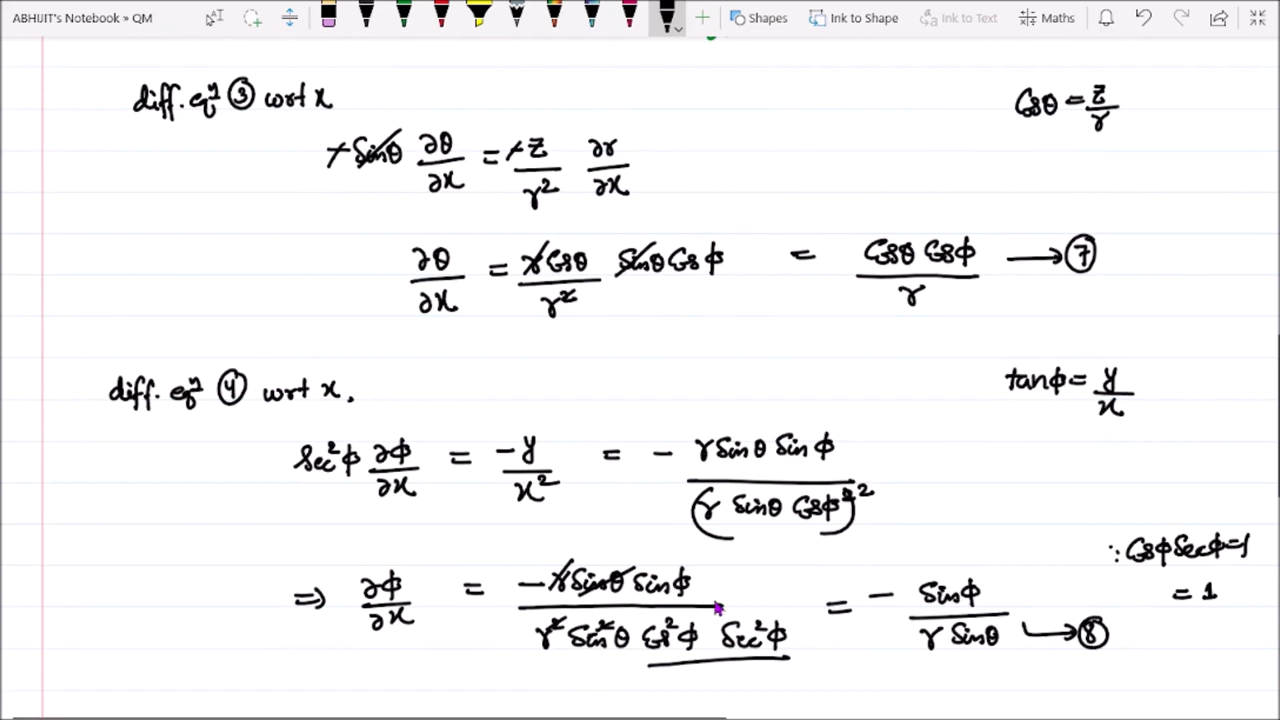 ABHIJIT's Notebook » QM
Shapes Ink to Shape Ink to Text Maths
diff. eqⁿ ③ wrt x
cosθ = z/r
-sinθ ∂θ/∂x = -z/r² ∂r/∂x
∂θ/∂x = r cosθ/r² sinθ cosϕ = cosθ cosϕ/r → ⑦
diff. eqⁿ ④ wrt x.
tanϕ = y/x
sec²ϕ ∂ϕ/∂x = -y/x² = - r sinθ sinϕ/(r sinθ cosϕ)²
∵ cosϕ secϕ = 1
= 1
⇒ ∂ϕ/∂x = -r sinθ sinϕ/r² sin²θ cos²ϕ sec²ϕ = - sinϕ/r sinθ → ⑧